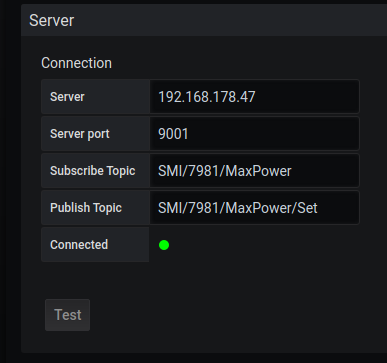 Server
Connection
Server 192.168.178.47
Server port 9001
Subscribe Topic SMI/7981/MaxPower
Publish Topic SMI/7981/MaxPower/Set
Connected
Test